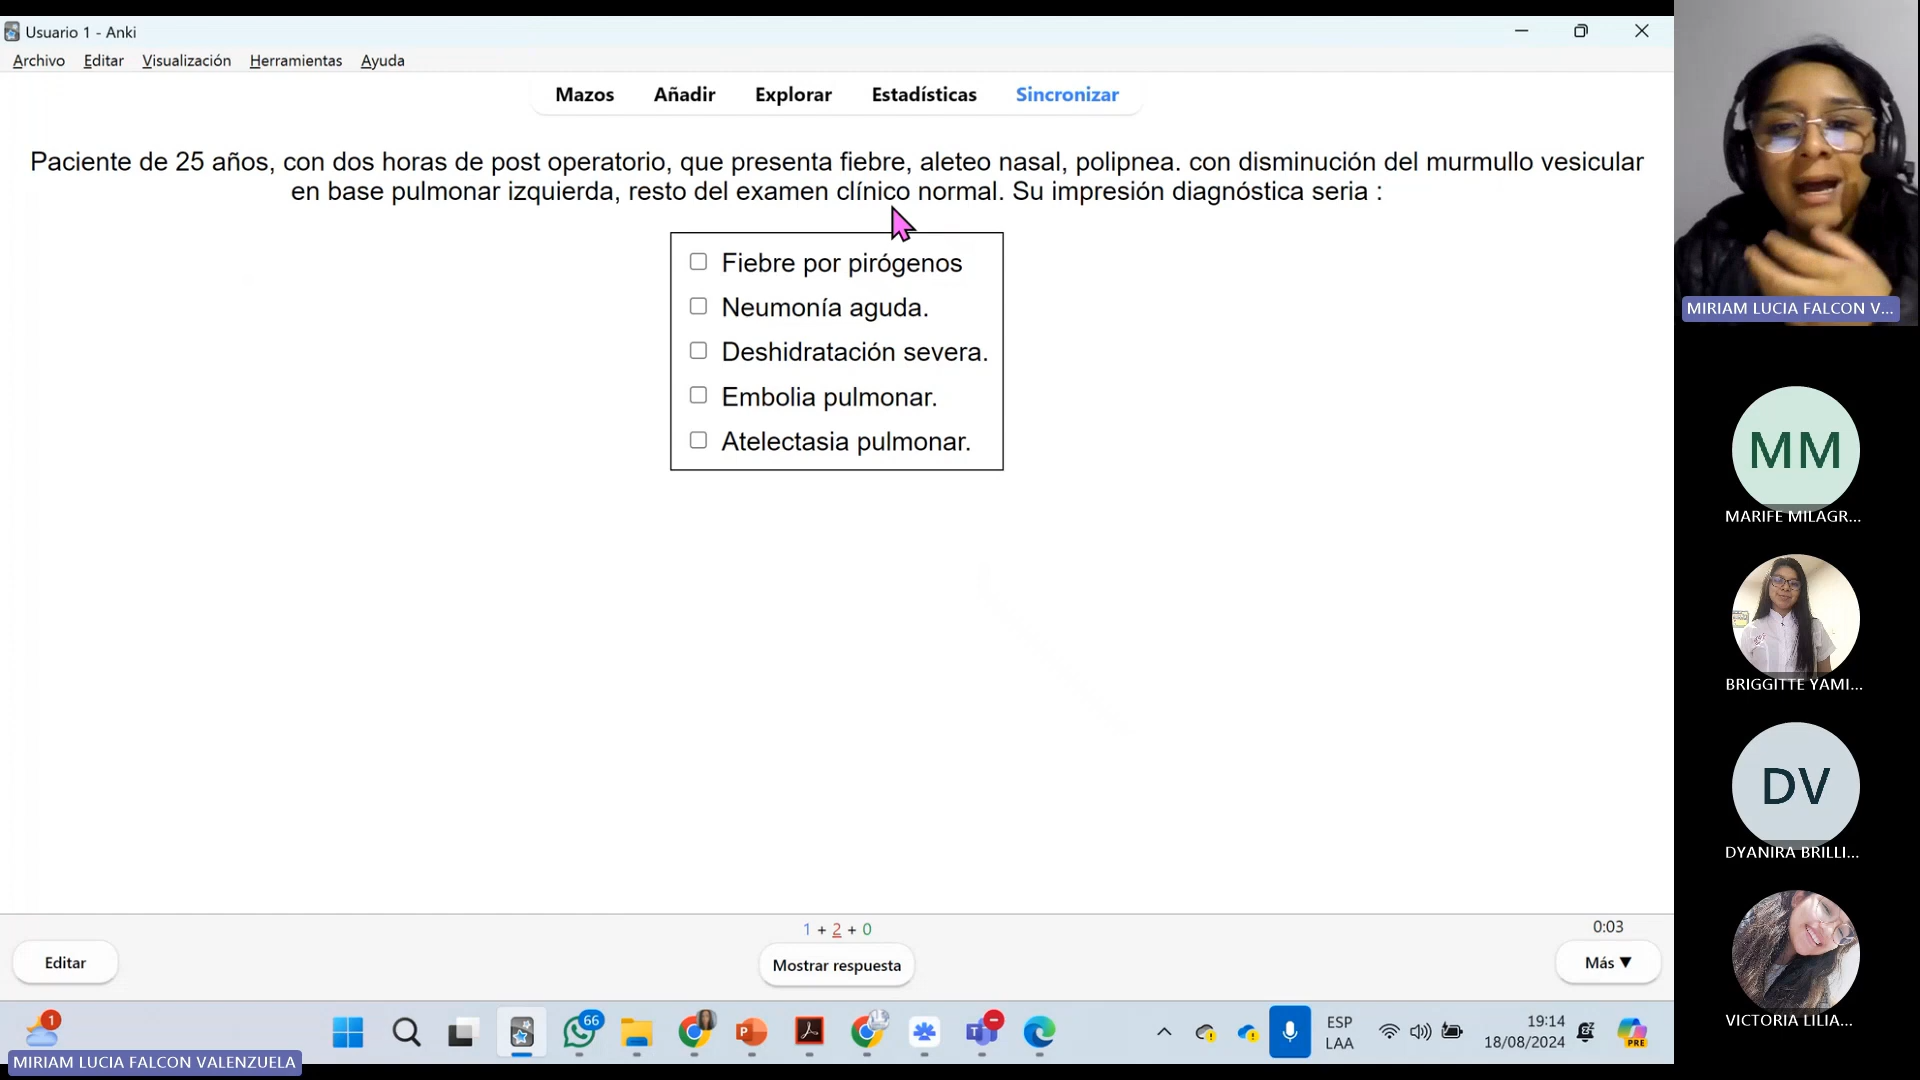 Usuario 1 - Anki
Archivo Editar Visualización Herramientas Ayuda
Mazos Añadir Explorar Estadísticas Sincronizar
Paciente de 25 años, con dos horas de post operatorio, que presenta fiebre, aleteo nasal, polipnea. con disminución del murmullo vesicular
en base pulmonar izquierda, resto del examen clínico normal. Su impresión diagnóstica seria :
Fiebre por pirógenos
Neumonía aguda.
Deshidratación severa.
Embolia pulmonar.
Atelectasia pulmonar.
1 + 2 + 0
0:03
Editar
Mostrar respuesta
Más ▼
1
66
ESP
LAA
19:14
18/08/2024
PRE
MIRIAM LUCIA FALCON VALENZUELA
MIRIAM LUCIA FALCON V...
MM
MARIFE MILAGR...
BRIGGITTE YAMI...
DV
DYANIRA BRILLI...
VICTORIA LILIA...